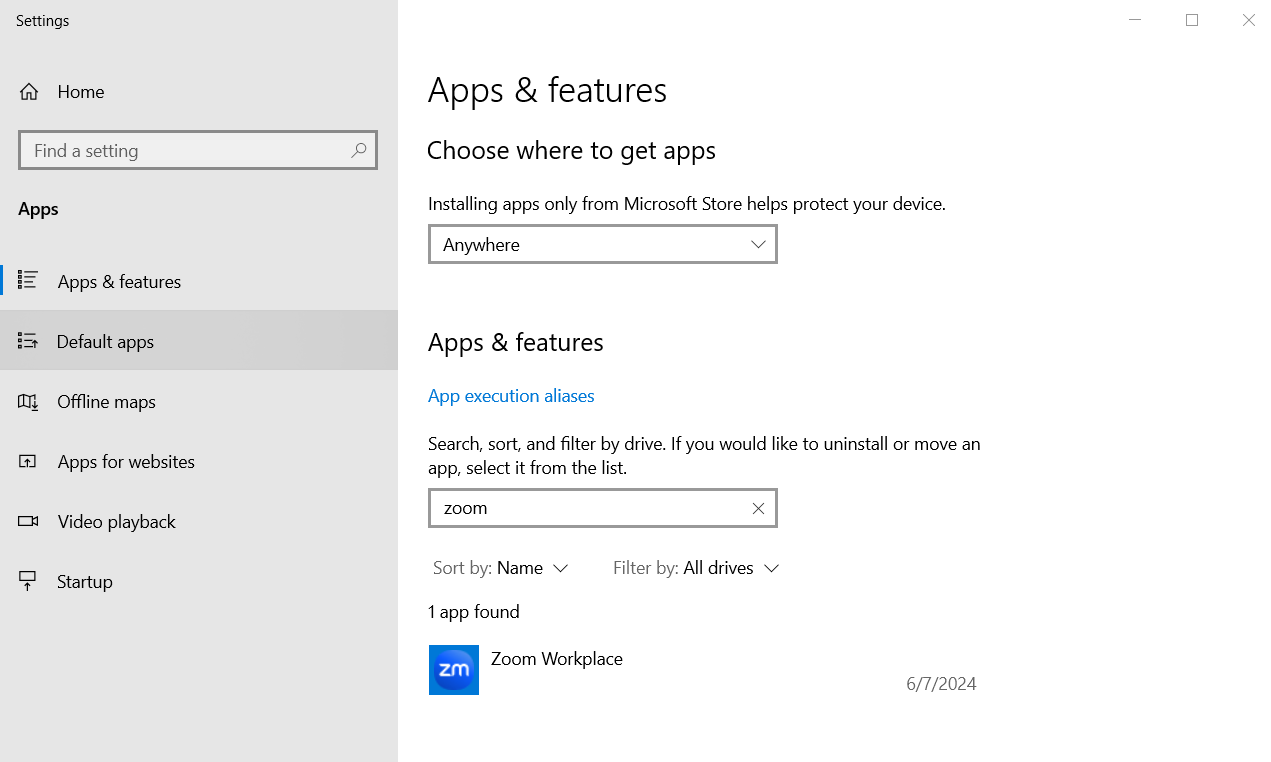 Settings
Home
Find a setting
Apps
Apps & features
Default apps
Offline maps
Apps for websites
Video playback
Startup
Apps & features
Choose where to get apps
Installing apps only from Microsoft Store helps protect your device.
Anywhere
Apps & features
App execution aliases
Search, sort, and filter by drive. If you would like to uninstall or move an
app, select it from the list.
zoom
Sort by: Name Filter by: All drives
1 app found
zm
Zoom Workplace
6/7/2024